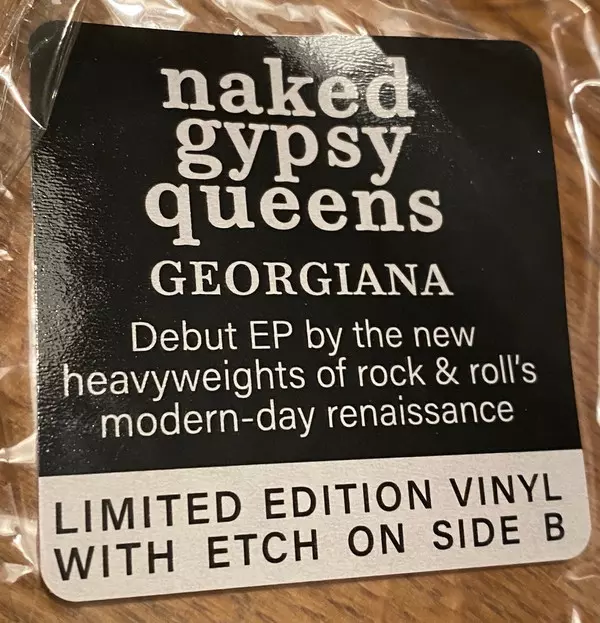 naked
gypsy
queens
GEORGIANA
Debut EP by the new
heavyweights of rock & roll's
modern-day renaissance
LIMITED EDITION VINYL
WITH ETCH ON SIDE B